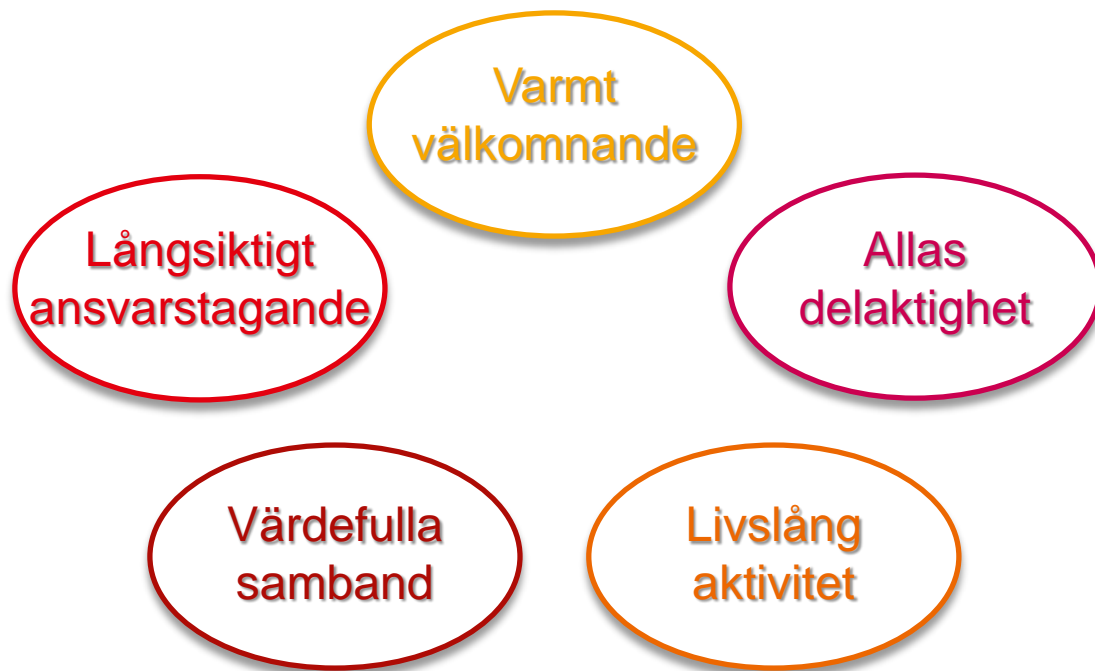 Varmt
välkomnande
Långsiktigt
ansvarstagande
Allas
delaktighet
Värdefulla
samband
Livslång
aktivitet